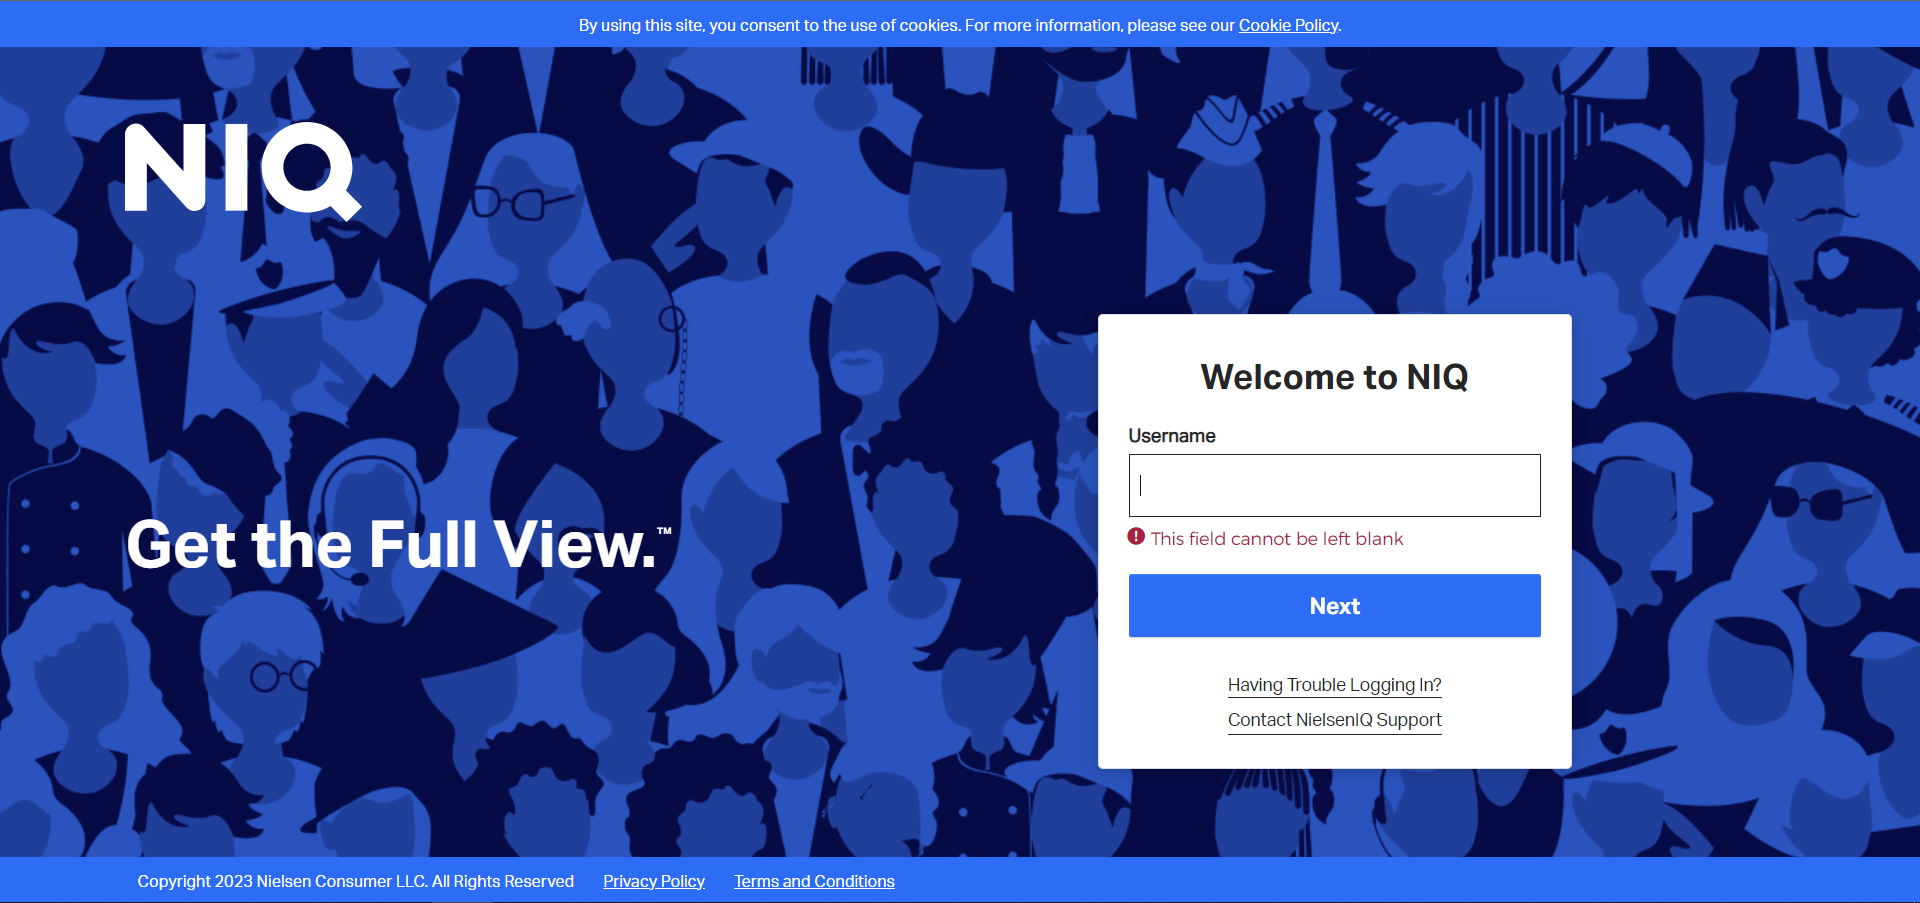 By using this site, you consent to the use of cookies. For more information, please see our Cookie Policy.
NIQ
Get the Full View.™
Welcome to NIQ
Username
This field cannot be left blank
Next
Having Trouble Logging In?
Contact NielsenIQ Support
Copyright 2023 Nielsen Consumer LLC. All Rights Reserved Privacy Policy Terms and Conditions